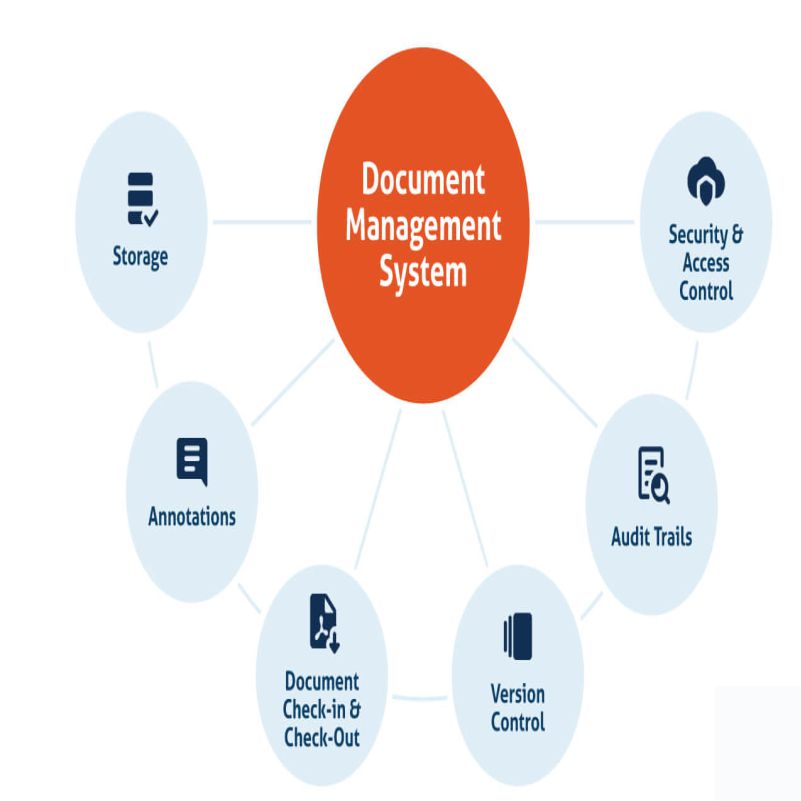 Document
Management
System
Storage
Security &
Access
Control
Annotations
Audit Trails
Document
Check-in &
Check-Out
Version
Control